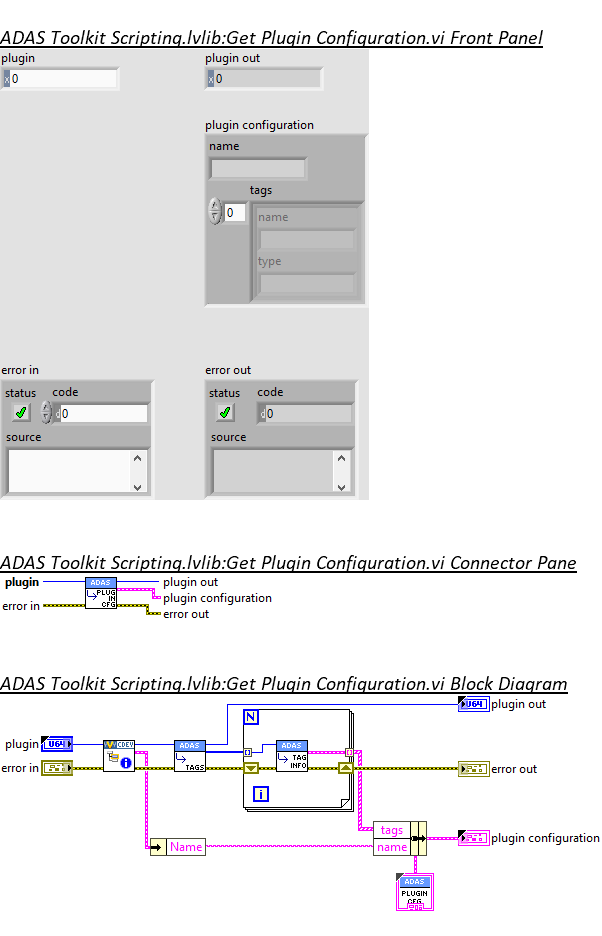 ADAS Toolkit Scripting.lvlib:Get Plugin Configuration.vi Front Panel
plugin
plugin out
x 0
x 0
plugin configuration
name
tags
0
name
type
error in
error out
status code
status code
d 0
d 0
source
source
ADAS Toolkit Scripting.lvlib:Get Plugin Configuration.vi Connector Pane
plugin
ADAS
PLUG
IN
CFG
plugin out
plugin configuration
error in
error out
ADAS Toolkit Scripting.lvlib:Get Plugin Configuration.vi Block Diagram
U64
plugin out
N
plugin
U64
CDEV
ADAS
TAGS
ADAS
TAG
INFO
error in
error out
i
tags
name
plugin configuration
Name
ADAS
PLUGIN
CFG